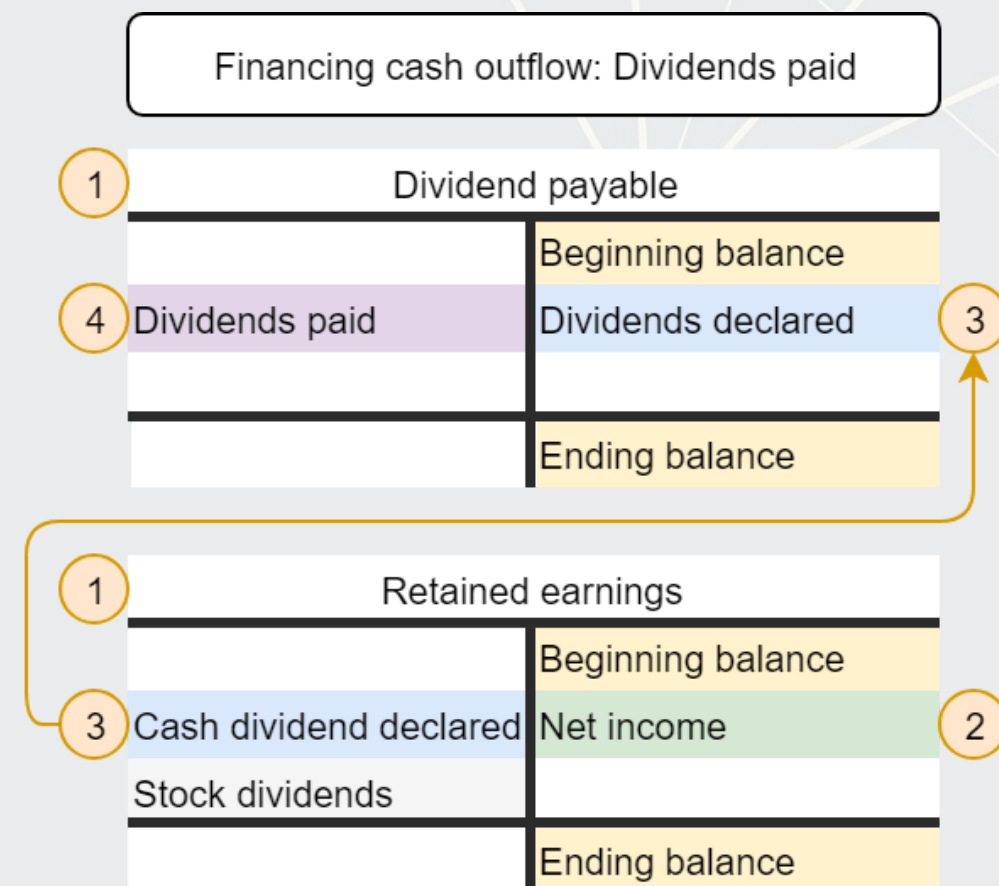 Financing cash outflow: Dividends paid
1 Dividend payable
Beginning balance
4 Dividends paid Dividends declared 3
Ending balance
1 Retained earnings
Beginning balance
3 Cash dividend declared Net income 2
Stock dividends
Ending balance